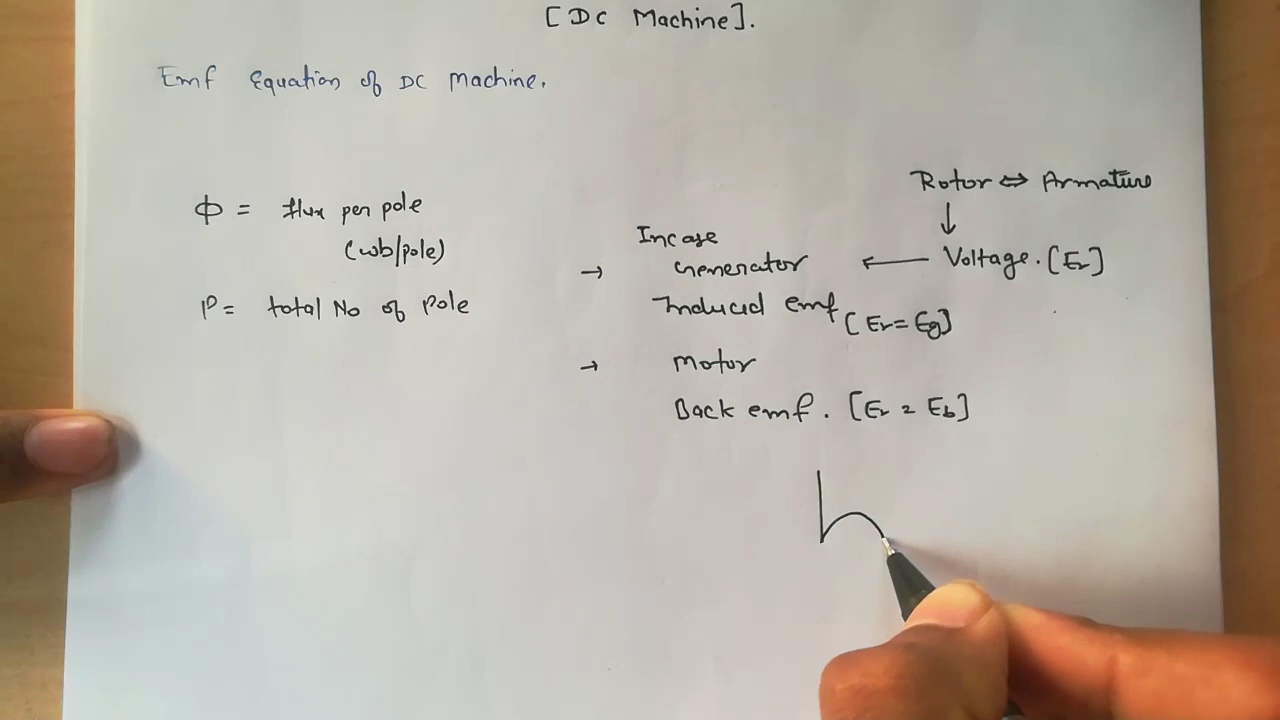 [DC Machine].
Emf Equation of DC Machine.
Φ = flux per pole
(wb/pole)
P = total No of Pole
Rotor ⇔ Armature
↓
Voltage. [Er]
←
Incase
→ Generator
Induced emf [Er = Eg]
→ Motor
Back emf. [Er = Eb]